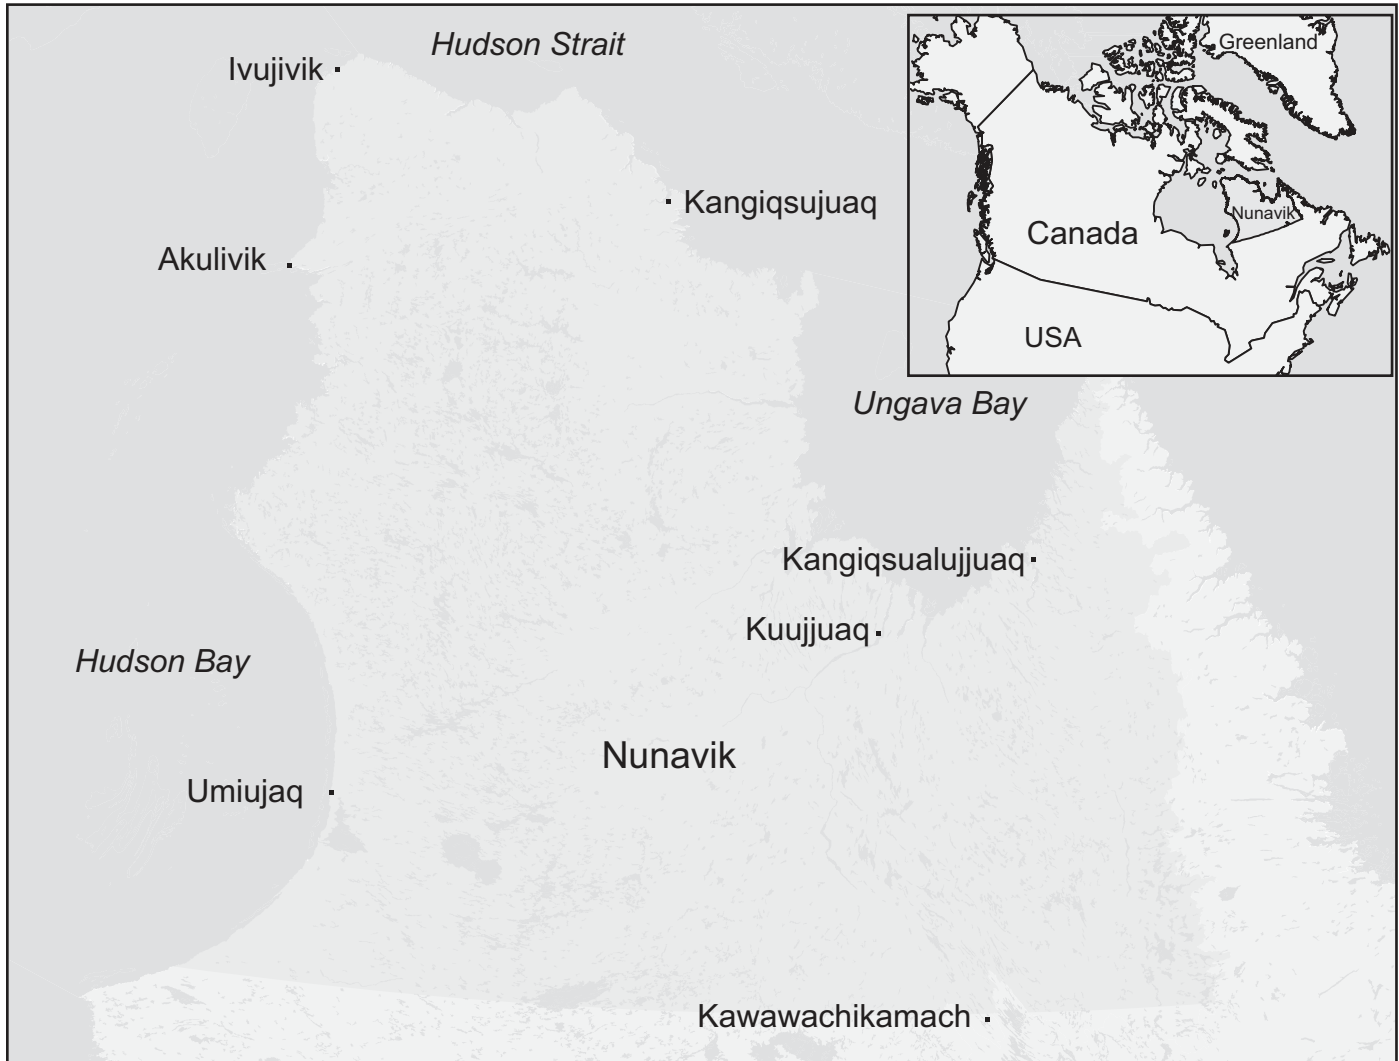 Hudson Strait
Ivujivik
Greenland
Kangiqsujuaq
Nunavik
Canada
Akulivik
USA
Ungava Bay
Kangiqsualujjuaq
Kuujjuaq
Hudson Bay
Nunavik
Umiujaq
Kawawachikamach